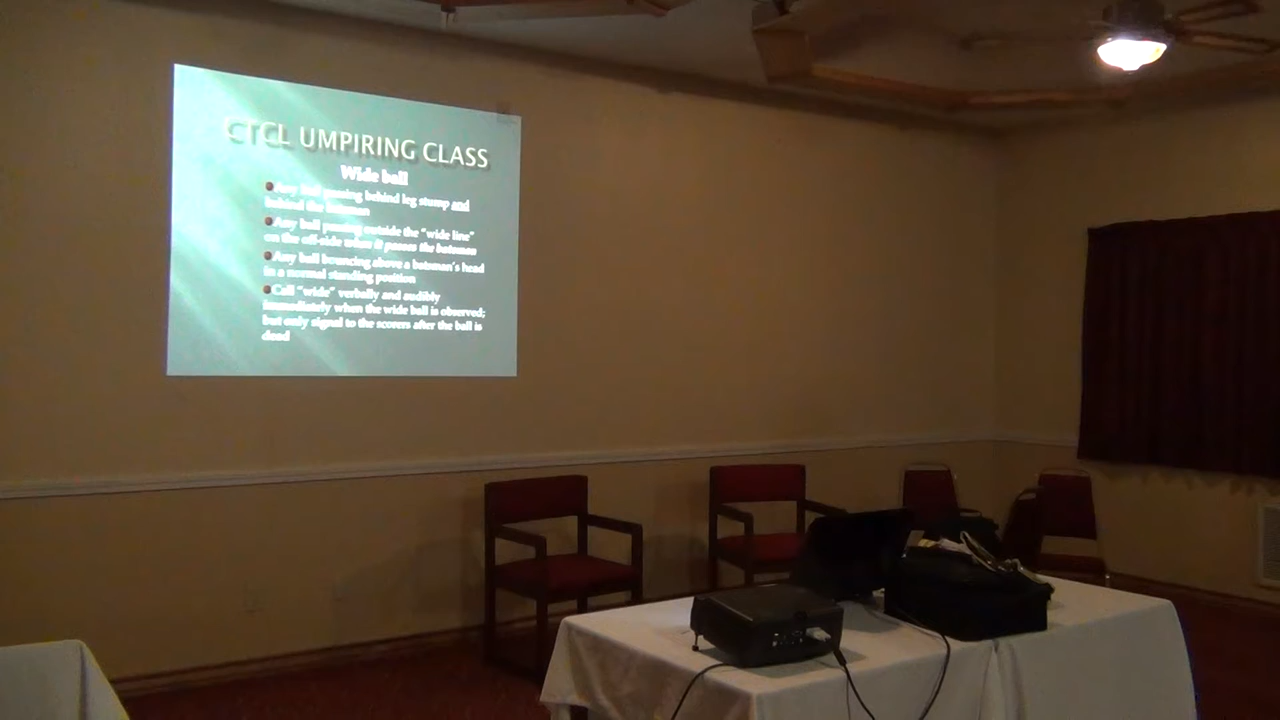 CTCL UMPIRING CLASS
Wide ball
Any ball passing behind leg stump and
behind the batsman
Any ball passing outside the "wide line"
on the off-side when it passes the batsman
Any ball bouncing above a batsman's head
in a normal standing position
Call "wide" verbally and audibly
immediately when the wide ball is observed;
but only signal to the scorers after the ball is
dead